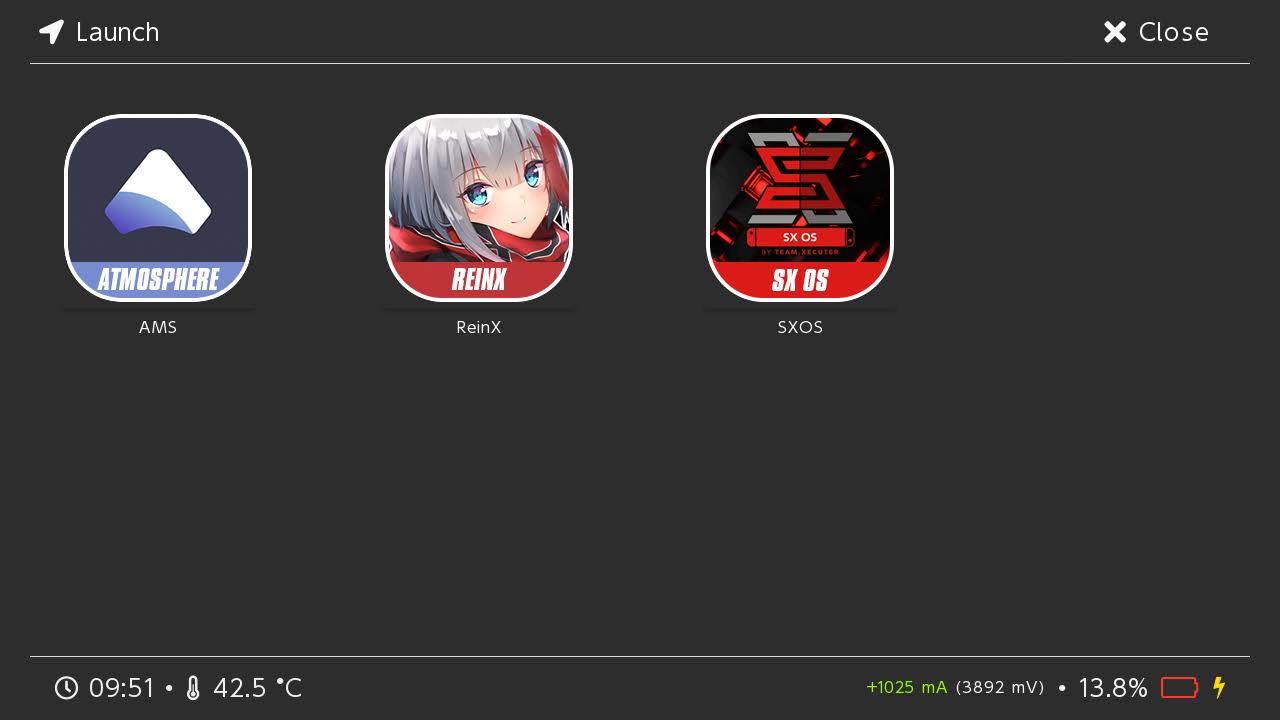 Launch
Close
ATMOSPHERE
REINX
SX OS
BY TEAM XECUTER
SX OS
AMS
ReinX
SXOS
09:51 • 42.5 °C
+1025 mA (3892 mV) • 13.8%